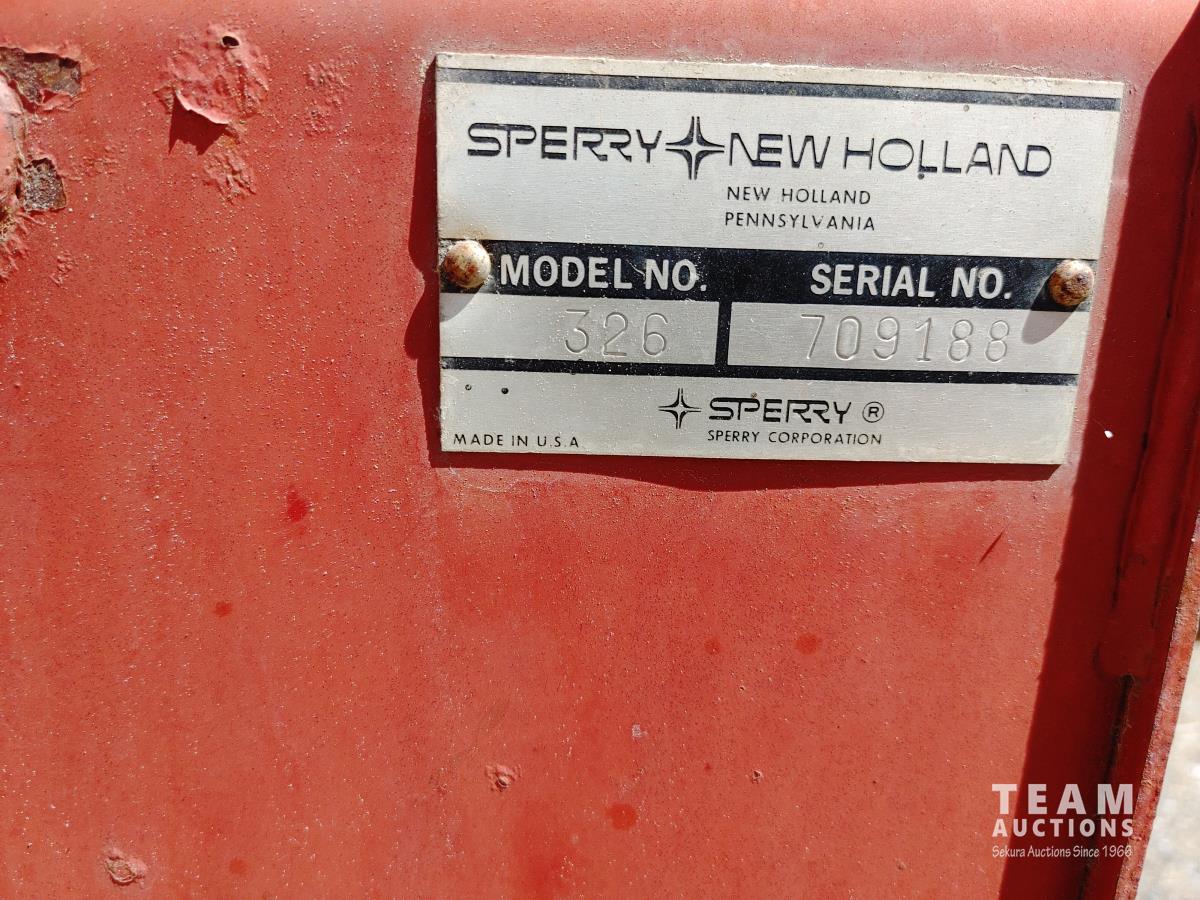 SPERRY NEW HOLLAND
NEW HOLLAND
PENNSYLVANIA
MODEL NO. SERIAL NO.
326 709188
SPERRY ®
SPERRY CORPORATION
MADE IN U.S.A
TEAM
AUCTIONS
Sekura Auctions Since 1966